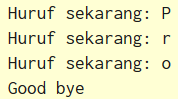 Huruf sekarang: P
Huruf sekarang: r
Huruf sekarang: o
Good bye